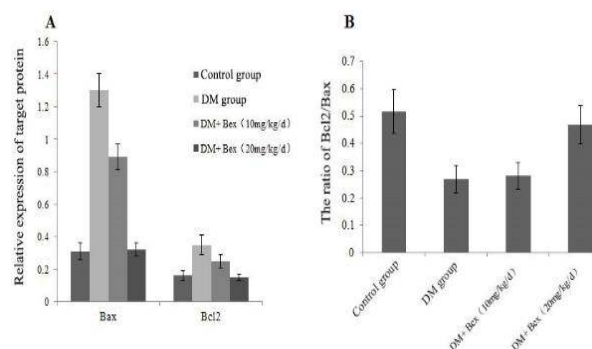 A
Relative expression of target protein
1.6
1.4
1.2
1
0.8
0.6
0.4
0.2
0
Control group
DM group
DM+ Bex（10mg/kg/d）
DM+ Bex（20mg/kg/d）
Bax
Bcl2
B
The ratio of Bcl2/Bax
0.7
0.6
0.5
0.4
0.3
0.2
0.1
0
Control group
DM group
DM+ Bex（10mg/kg/d）
DM+ Bex（20mg/kg/d）